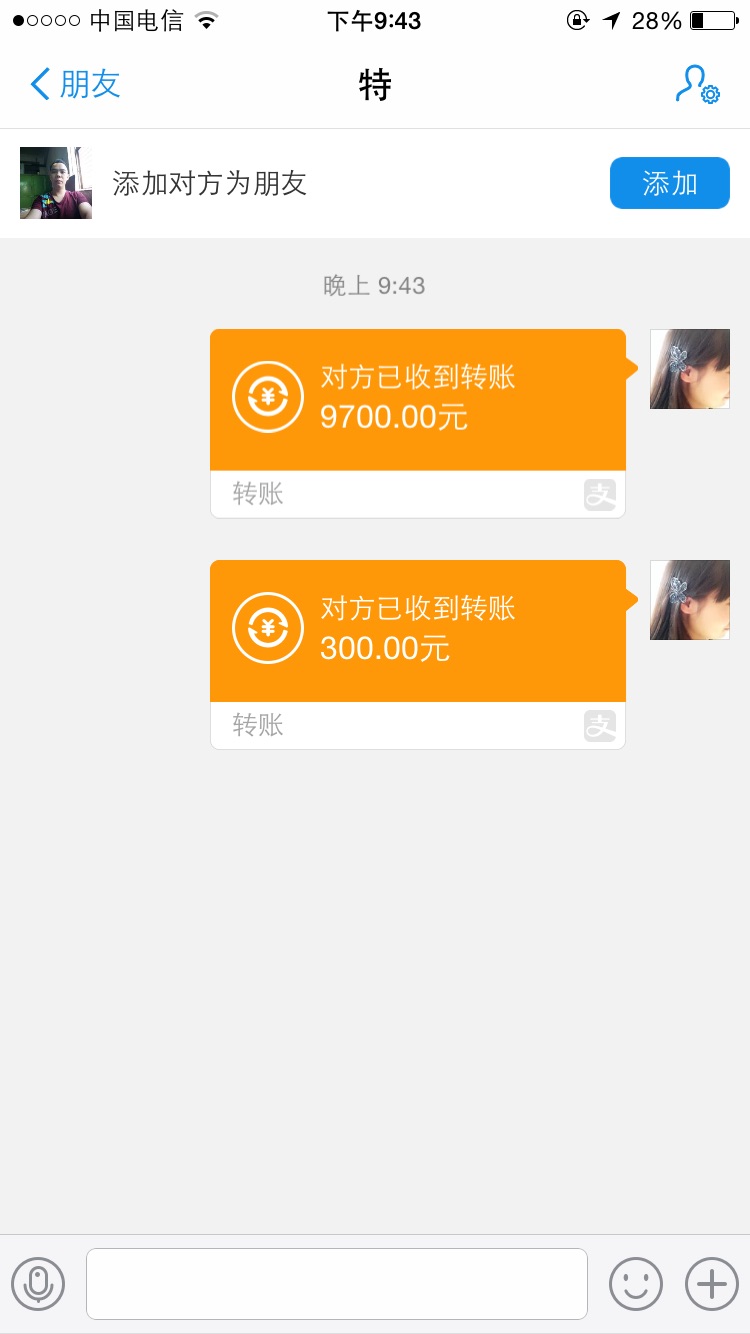 中国电信 下午9:43 28%
朋友 特
添加对方为朋友 添加
晚上 9:43
对方已收到转账
9700.00元
转账 支
对方已收到转账
300.00元
转账 支